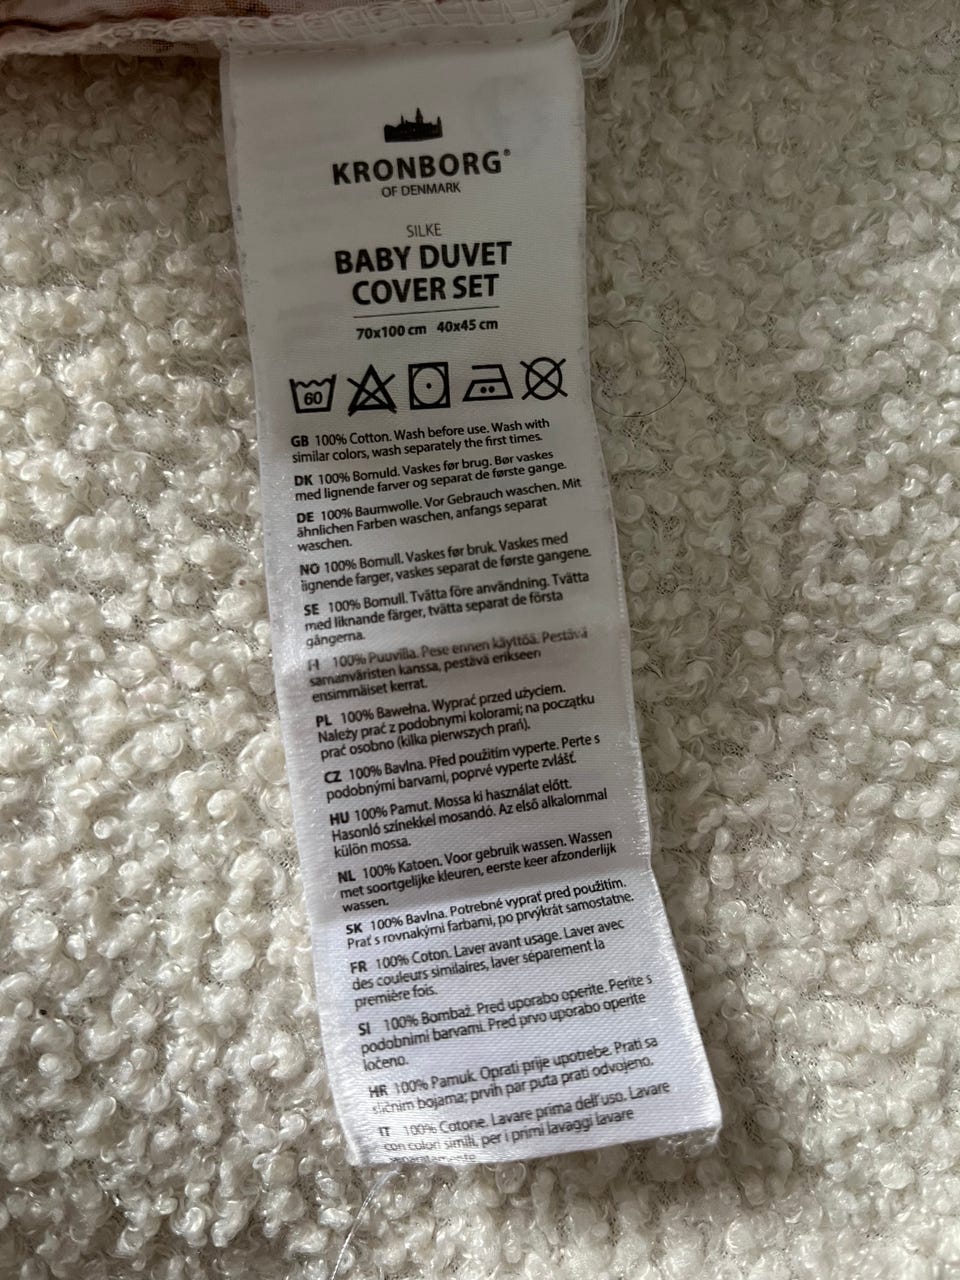 KRONBORG®
OF DENMARK
SILKE
BABY DUVET
COVER SET
70x100 cm 40x45 cm
60
GB 100% Cotton. Wash before use. Wash with
similar colors, wash separately the first times.
DK 100% Bomuld. Vaskes før brug. Bør vaskes
med lignende farver og separat de første gange.
DE 100% Baumwolle. Vor Gebrauch waschen. Mit
ähnlichen Farben waschen, anfangs separat
waschen.
NO 100% Bomull. Vaskes før bruk. Vaskes med
lignende farger, vaskes separat de første gangene.
SE 100% Bomull. Tvätta före användning. Tvätta
med liknande färger, tvätta separat de första
gångerna.
FI 100% Puuvilla. Pese ennen käyttöä. Pestävä
samanväristen kanssa, pestävä erikseen
ensimmäiset kerrat.
PL 100% Bawełna. Wyprać przed użyciem.
Należy prać z podobnymi kolorami; na początku
prać osobno (kilka pierwszych prań).
CZ 100% Bavlna. Před použitím vyperte. Perte s
podobnými barvami, poprvé vyperte zvlášť.
HU 100% Pamut. Mossa ki használat előtt.
Hasonló színekkel mosandó. Az első alkalommal
külön mossa.
NL 100% Katoen. Voor gebruik wassen. Wassen
met soortgelijke kleuren, eerste keer afzonderlijk
wassen.
SK 100% Bavlna. Potrebné vyprať pred použitím.
Prať s rovnakými farbami, po prvýkrát samostatne.
FR 100% Coton. Laver avant usage. Laver avec
des couleurs similaires, laver séparement la
première fois.
SI 100% Bombaž. Pred uporabo operite. Perite s
podobnimi barvami. Pred prvo uporabo operite
ločeno.
HR 100% Pamuk. Oprati prije upotrebe. Prati sa
sličnim bojama; prvih par puta prati odvojeno.
IT 100% Cotone. Lavare prima dell'uso. Lavare
con colori simili, per i primi lavaggi lavare
separatamente.